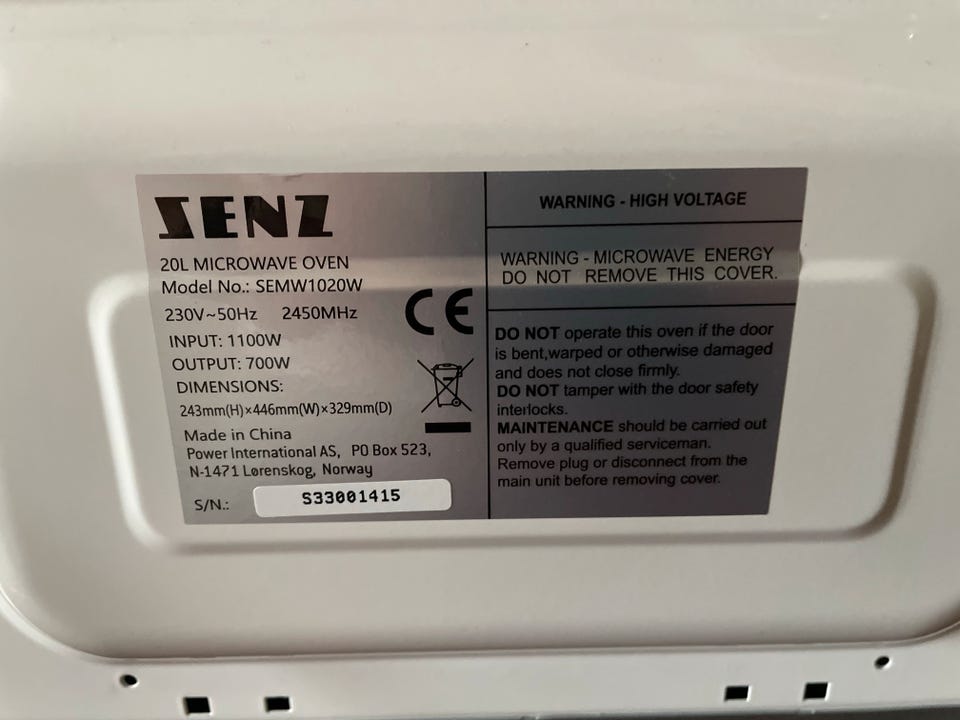 SENZ
20L MICROWAVE OVEN
Model No.: SEMW1020W
230V~50Hz 2450MHz
INPUT: 1100W
OUTPUT: 700W
DIMENSIONS:
243mm(H)×446mm(W)×329mm(D)
Made in China
Power International AS, PO Box 523,
N-1471 Lørenskog, Norway
S/N.: S33001415
CE
WARNING - HIGH VOLTAGE
WARNING - MICROWAVE ENERGY
DO NOT REMOVE THIS COVER.
DO NOT operate this oven if the door
is bent,warped or otherwise damaged
and does not close firmly.
DO NOT tamper with the door safety
interlocks.
MAINTENANCE should be carried out
only by a qualified serviceman.
Remove plug or disconnect from the
main unit before removing cover.